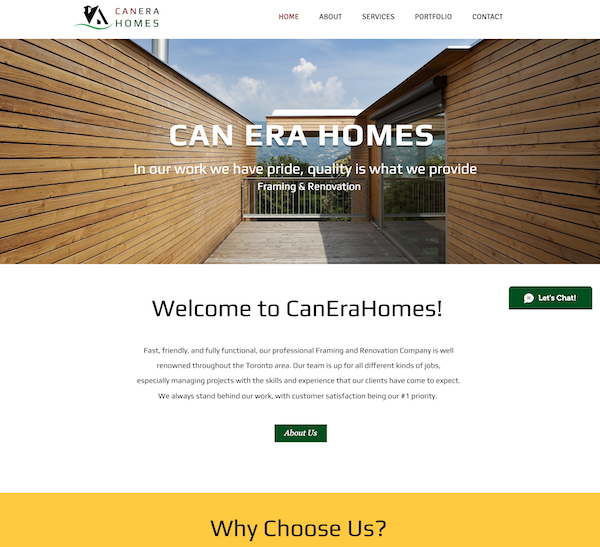 CANERA
HOMES
HOME ABOUT SERVICES PORTFOLIO CONTACT
CAN ERA HOMES
In our work we have pride, quality is what we provide
Framing & Renovation
Welcome to CanEraHomes!
Let's Chat!
Fast, friendly, and fully functional, our professional Framing and Renovation Company is well
renowned throughout the Toronto area. Our team is up for all different kinds of jobs,
especially managing projects with the skills and experience that our clients have come to expect.
We always stand behind our work, with customer satisfaction being our #1 priority.
About Us
Why Choose Us?